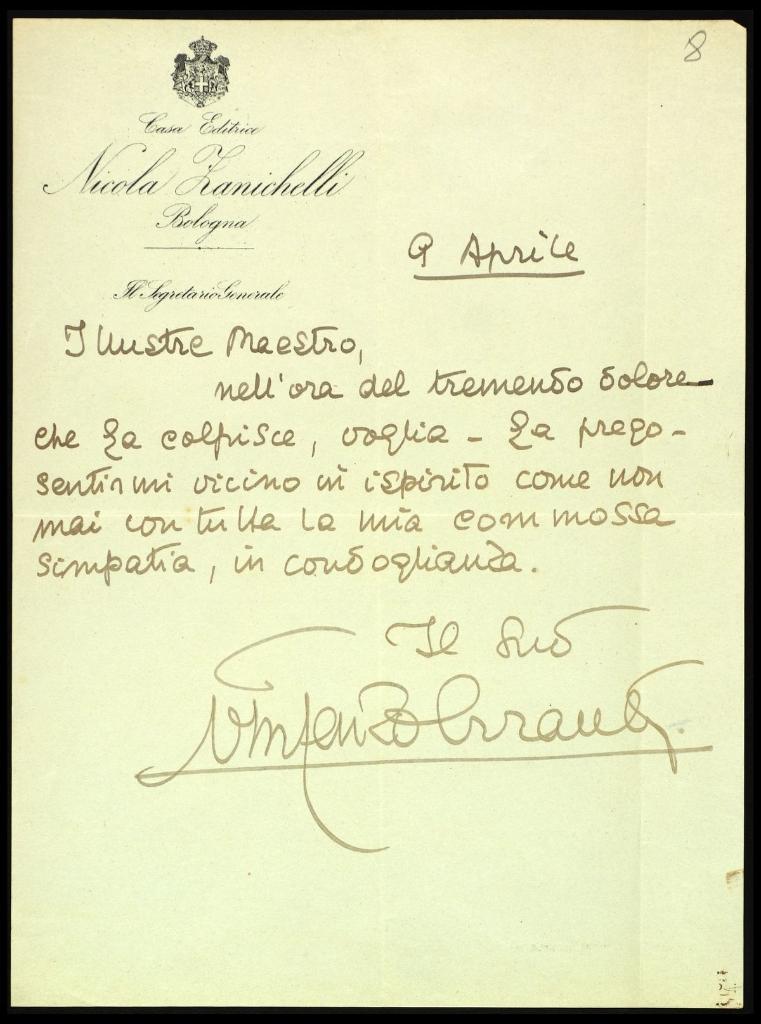 8
Casa Editrice
Nicola Zanichelli
Bologna
9 Aprile
Il Segretario Generale
Illustre Maestro,
nell'ora del tremendo dolore
che La colpisce, voglia - La prego -
sentirmi vicino in ispirito come non
mai con tutta la mia commossa
simpatia, in condoglianza.
Il Suo